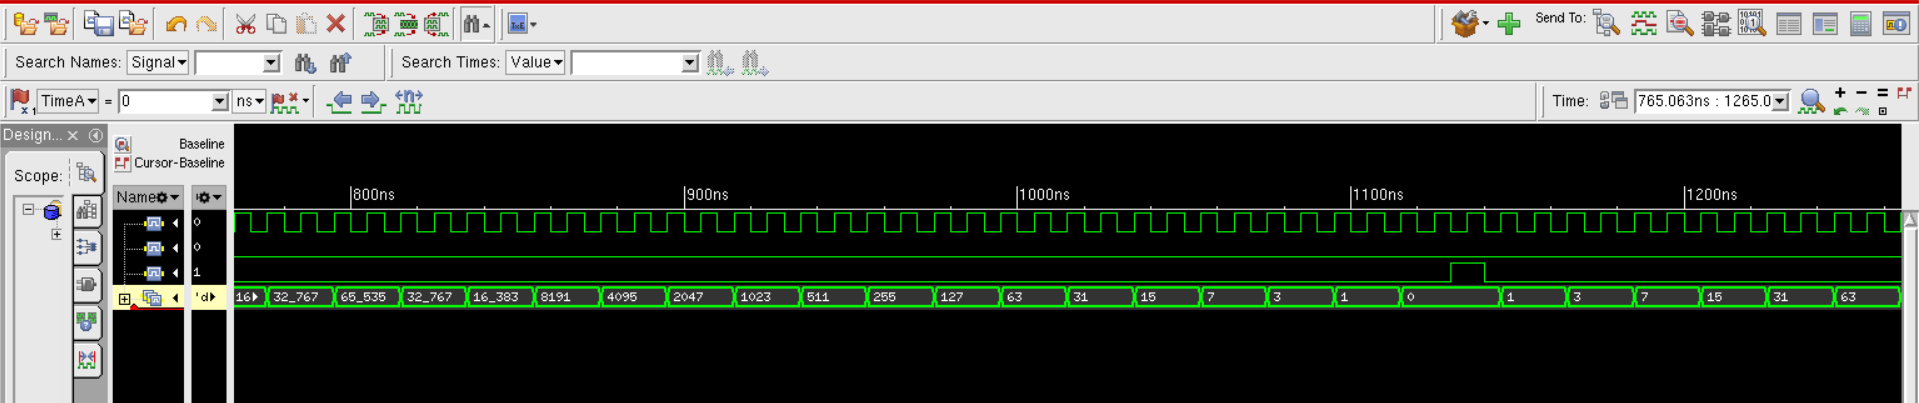 Send To:
Search Names: Signal Search Times: Value
TimeA = 0 ns Time: 765.063ns : 1265.0
Design...
Baseline
Cursor-Baseline
Scope:
Name
800ns 900ns 1000ns 1100ns 1200ns
0
0
1
'd 16 32_767 65_535 32_767 16_383 8191 4095 2047 1023 511 255 127 63 31 15 7 3 1 0 1 3 7 15 31 63